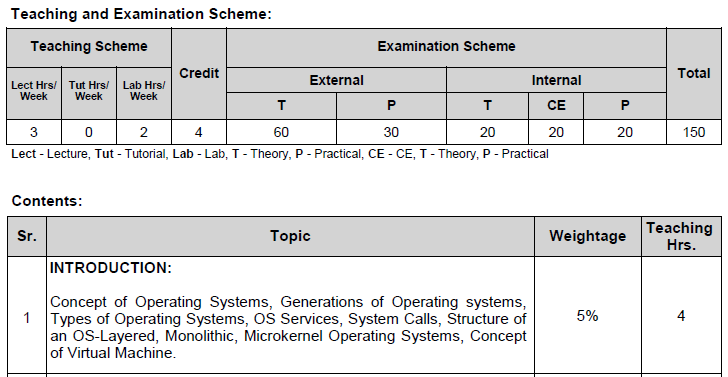 Teaching and Examination Scheme:
Teaching Scheme Credit Examination Scheme Total
Lect Hrs/ Week Tut Hrs/ Week Lab Hrs/ Week External Internal
T P T CE P
3 0 2 4 60 30 20 20 20 150
Lect - Lecture, Tut - Tutorial, Lab - Lab, T - Theory, P - Practical, CE - CE, T - Theory, P - Practical
Contents:
Sr. Topic Weightage Teaching Hrs.
INTRODUCTION:
1 Concept of Operating Systems, Generations of Operating systems,
Types of Operating Systems, OS Services, System Calls, Structure of
an OS-Layered, Monolithic, Microkernel Operating Systems, Concept
of Virtual Machine.
5% 4